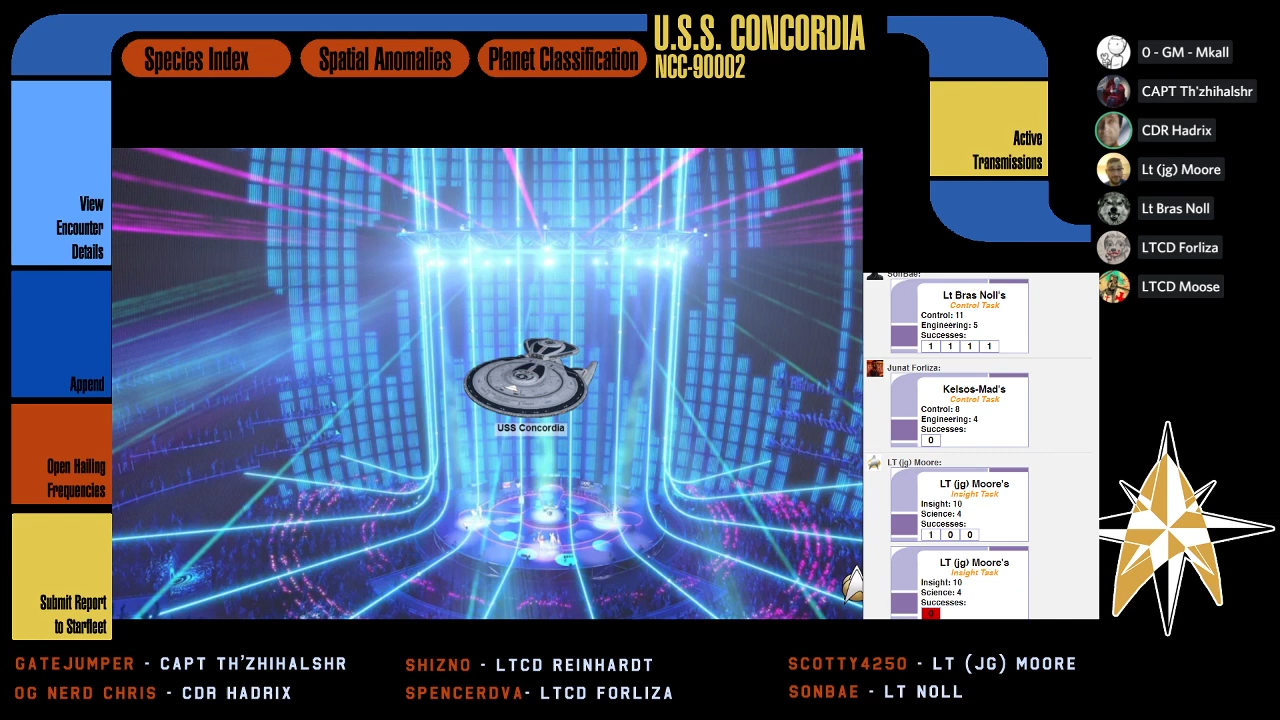 U.S.S. CONCORDIA
NCC-90002
Species Index
Spatial Anomalies
Planet Classification
View
Encounter
Details
Append
Open Hailing
Frequencies
Submit Report
to Starfleet
Active
Transmissions
0 - GM - Mkall
CAPT Th'zhihalshr
CDR Hadrix
Lt (jg) Moore
Lt Bras Noll
LTCD Forliza
LTCD Moose
USS Concordia
SonBae:
Lt Bras Noll's
Control Task
Control: 11
Engineering: 5
Successes:
1 1 1 1
Junat Forliza:
Kelsos-Mad's
Control Task
Control: 8
Engineering: 4
Successes:
0
LT (jg) Moore:
LT (jg) Moore's
Insight Task
Insight: 10
Science: 4
Successes:
1 0 0
LT (jg) Moore's
Insight Task
Insight: 10
Science: 4
Successes:
0
GATEJUMPER - CAPT TH'ZHIHALSHR
SHIZNO - LTCD REINHARDT
SCOTTY4250 - LT (JG) MOORE
OG NERD CHRIS - CDR HADRIX
SPENCERDVA- LTCD FORLIZA
SONBAE - LT NOLL